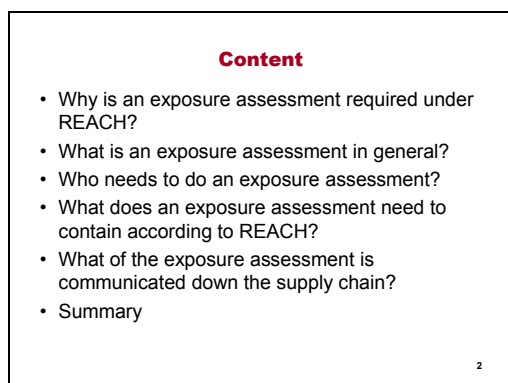 Content
• Why is an exposure assessment required under
REACH?
• What is an exposure assessment in general?
• Who needs to do an exposure assessment?
• What does an exposure assessment need to
contain according to REACH?
• What of the exposure assessment is
communicated down the supply chain?
• Summary
2